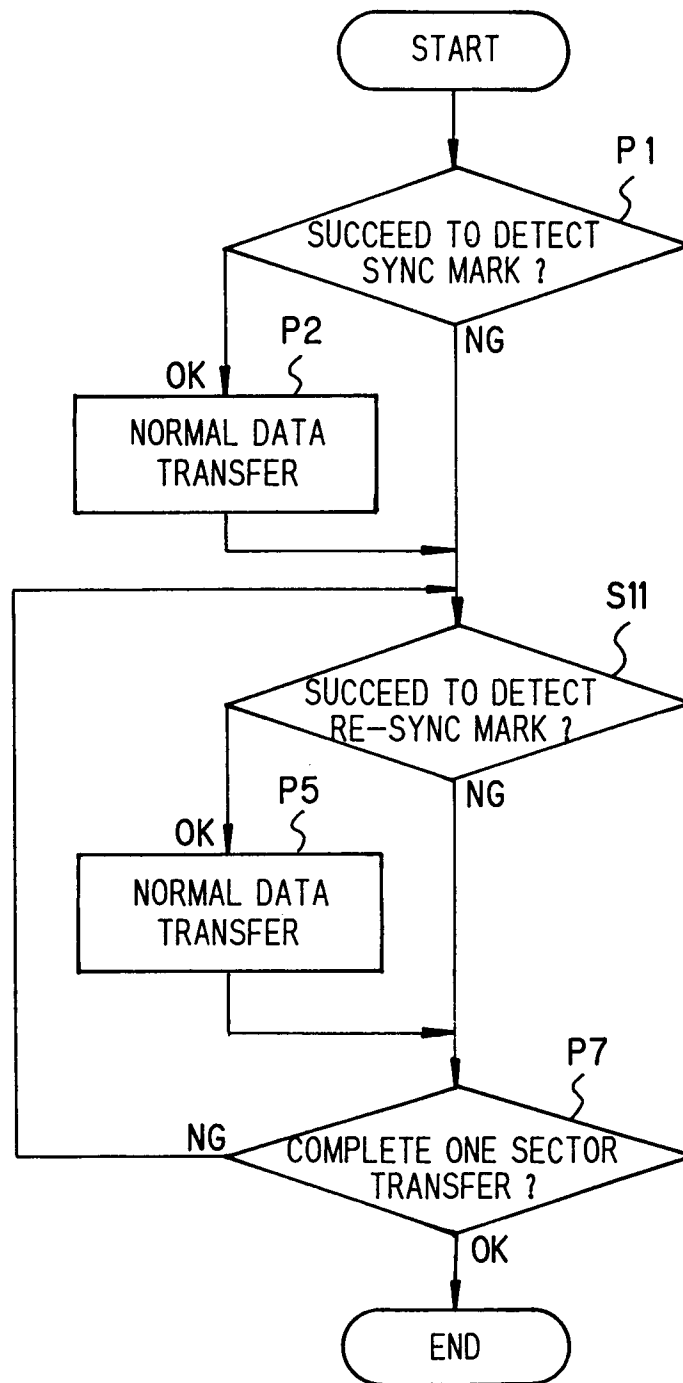 START
P1
SUCCEED TO DETECT
SYNC MARK ?
NG
P2
OK
NORMAL DATA
TRANSFER
S11
SUCCEED TO DETECT
RE-SYNC MARK ?
NG
P5
OK
NORMAL DATA
TRANSFER
P7
NG
COMPLETE ONE SECTOR
TRANSFER ?
OK
END